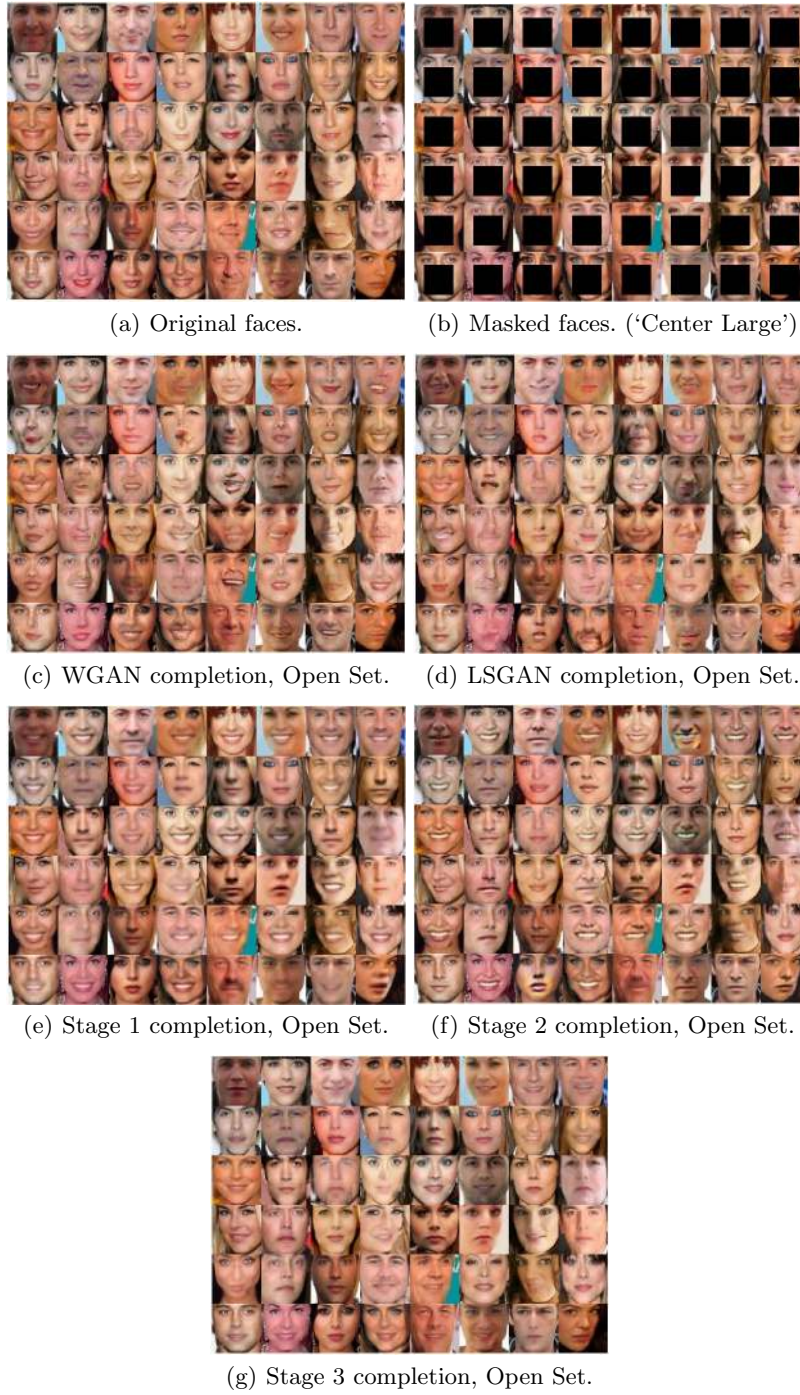 (a) Original faces.
(b) Masked faces. (‘Center Large’)
(c) WGAN completion, Open Set.
(d) LSGAN completion, Open Set.
(e) Stage 1 completion, Open Set.
(f) Stage 2 completion, Open Set.
(g) Stage 3 completion, Open Set.